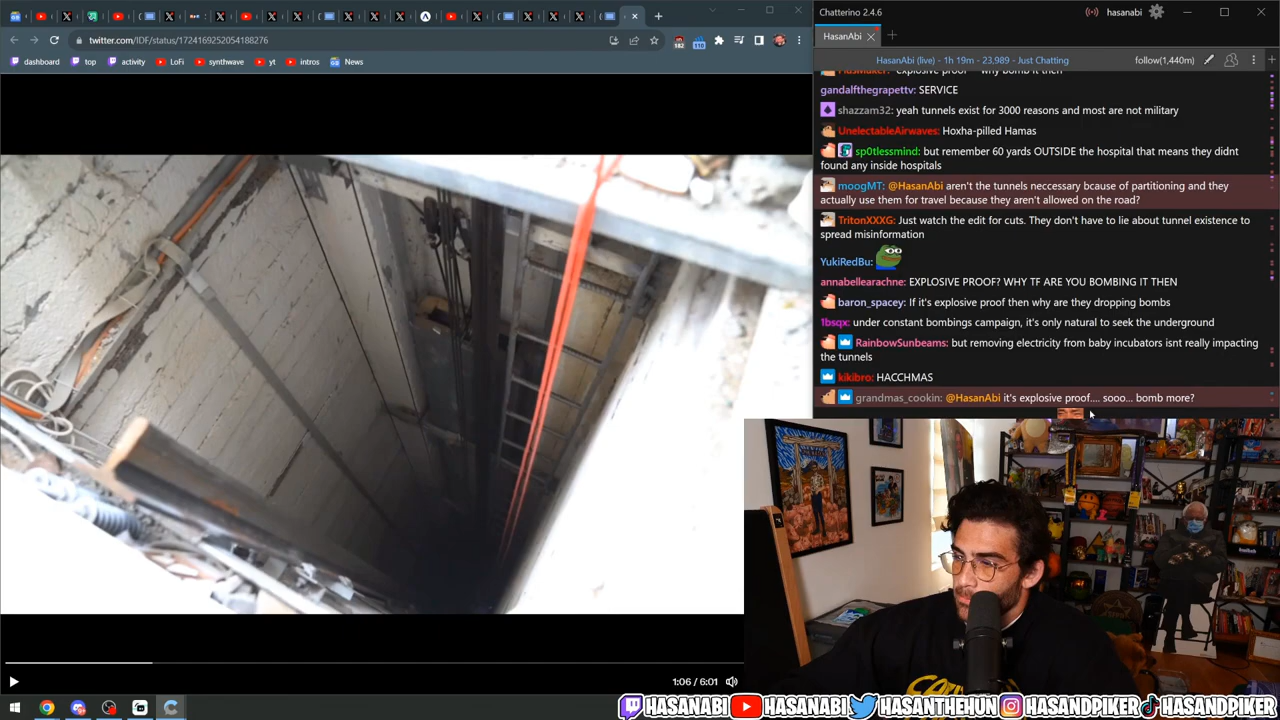 twitter.com/IDF/status/1724169252054188276
182
110
dashboard
top
activity
LoFi
synthwave
yt
intros
News
1:06 / 6:01
Chatterino 2.4.6
hasanabi
HasanAbi
HasanAbi (live) - 1h 19m - 23,989 - Just Chatting
follow(1,440m)
gandalfthegrapettv: SERVICE
shazzam32: yeah tunnels exist for 3000 reasons and most are not military
UnelectableAirwaves: Hoxha-pilled Hamas
sp0tlessmind: but remember 60 yards OUTSIDE the hospital that means they didnt
found any inside hospitals
moogMT: @HasanAbi aren't the tunnels neccessary bcause of partitioning and they
actually use them for travel because they aren't allowed on the road?
TritonXXXG: Just watch the edit for cuts. They don't have to lie about tunnel existence to
spread misinformation
YukiRedBu:
annabellearachne: EXPLOSIVE PROOF? WHY TF ARE YOU BOMBING IT THEN
baron_spacey: If it's explosive proof then why are they dropping bombs
1bsqx: under constant bombings campaign, it's only natural to seek the underground
RainbowSunbeams: but removing electricity from baby incubators isnt really impacting
the tunnels
kikibro: HACCHMAS
grandmas_cookin: @HasanAbi it's explosive proof.... sooo... bomb more?
HASANABI
HASANABI
HASANTHEHUN
HASANDPIKER
HASANDPIKER